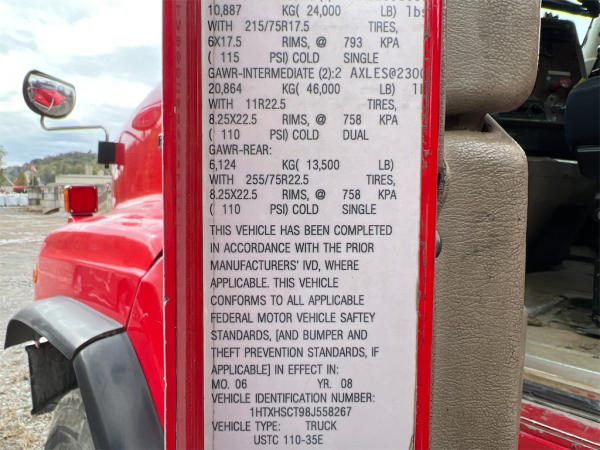 10,887 KG( 24,000 LB) 1b
WITH 215/75R17.5 TIRES,
6X17.5 RIMS, @ 793 KPA
( 115 PSI) COLD SINGLE
GAWR-INTERMEDIATE (2):2 AXLES@2300
20,864 KG( 46,000 LB)
WITH 11R22.5 TIRES,
8.25X22.5 RIMS, @ 758 KPA
( 110 PSI) COLD DUAL
GAWR-REAR:
6,124 KG( 13,500 LB)
WITH 255/75R22.5 TIRES,
8.25X22.5 RIMS, @ 758 KPA
( 110 PSI) COLD SINGLE
THIS VEHICLE HAS BEEN COMPLETED
IN ACCORDANCE WITH THE PRIOR
MANUFACTURERS' IVD, WHERE
APPLICABLE. THIS VEHICLE
CONFORMS TO ALL APPLICABLE
FEDERAL MOTOR VEHICLE SAFTEY
STANDARDS, [AND BUMPER AND
THEFT PREVENTION STANDARDS, IF
APPLICABLE] IN EFFECT IN:
MO. 06 YR. 08
VEHICLE IDENTIFICATION NUMBER:
1HTXHSCT98J558267
VEHICLE TYPE: TRUCK
USTC 110-35E